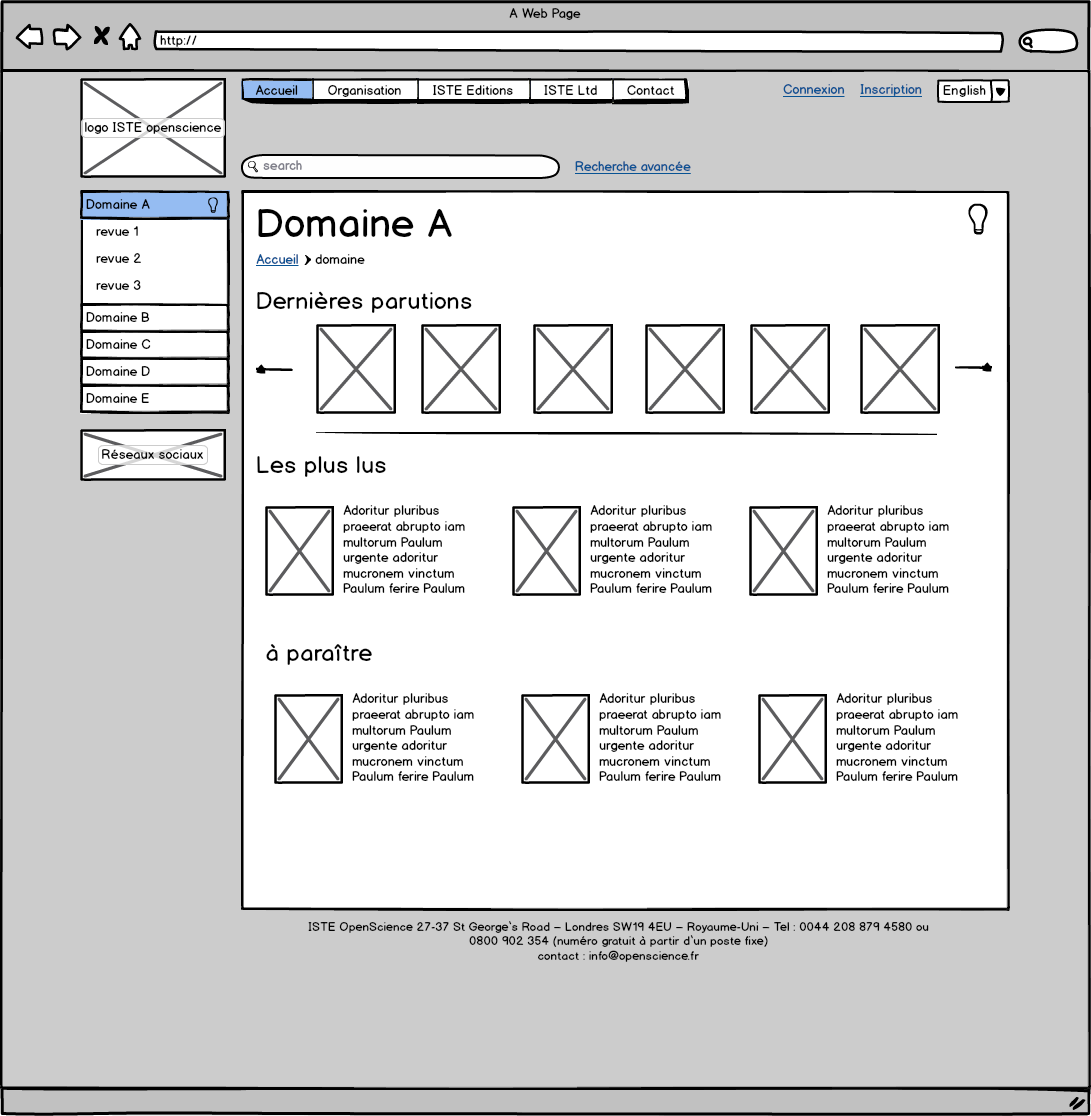 A Web Page
http://
logo ISTE openscience
Accueil Organisation ISTE Editions ISTE Ltd Contact
Connexion Inscription English
search
Recherche avancée
Domaine A
revue 1
revue 2
revue 3
Domaine B
Domaine C
Domaine D
Domaine E
Réseaux sociaux
Domaine A
Accueil domaine
Dernières parutions
Les plus lus
Adoritur pluribus
praeerat abrupto iam
multorum Paulum
urgente adoritur
mucronem vinctum
Paulum ferire Paulum
Adoritur pluribus
praeerat abrupto iam
multorum Paulum
urgente adoritur
mucronem vinctum
Paulum ferire Paulum
Adoritur pluribus
praeerat abrupto iam
multorum Paulum
urgente adoritur
mucronem vinctum
Paulum ferire Paulum
à paraître
Adoritur pluribus
praeerat abrupto iam
multorum Paulum
urgente adoritur
mucronem vinctum
Paulum ferire Paulum
Adoritur pluribus
praeerat abrupto iam
multorum Paulum
urgente adoritur
mucronem vinctum
Paulum ferire Paulum
Adoritur pluribus
praeerat abrupto iam
multorum Paulum
urgente adoritur
mucronem vinctum
Paulum ferire Paulum
ISTE OpenScience 27-37 St George's Road – Londres SW19 4EU – Royaume-Uni – Tel : 0044 208 879 4580 ou
0800 902 354 (numéro gratuit à partir d'un poste fixe)
contact : info@openscience.fr